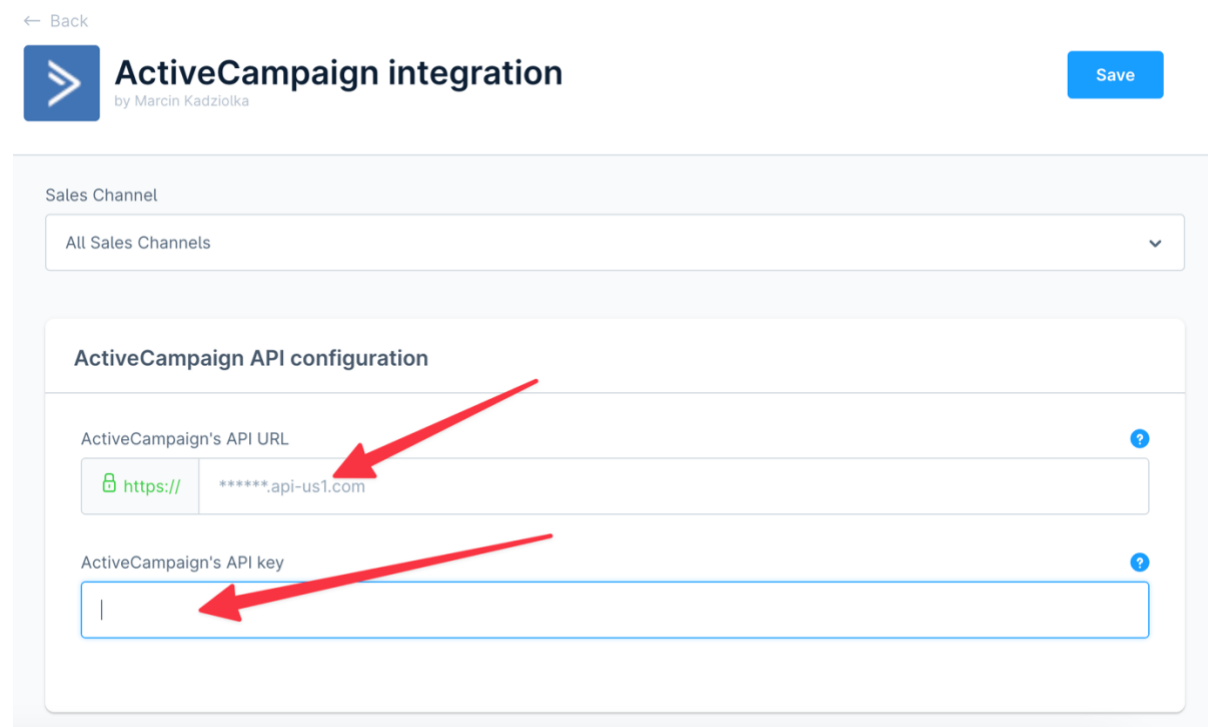 ← Back
ActiveCampaign integration
by Marcin Kadziolka
Save
Sales Channel
All Sales Channels
ActiveCampaign API configuration
ActiveCampaign's API URL
?
https://
******.api-us1.com
ActiveCampaign's API key
?